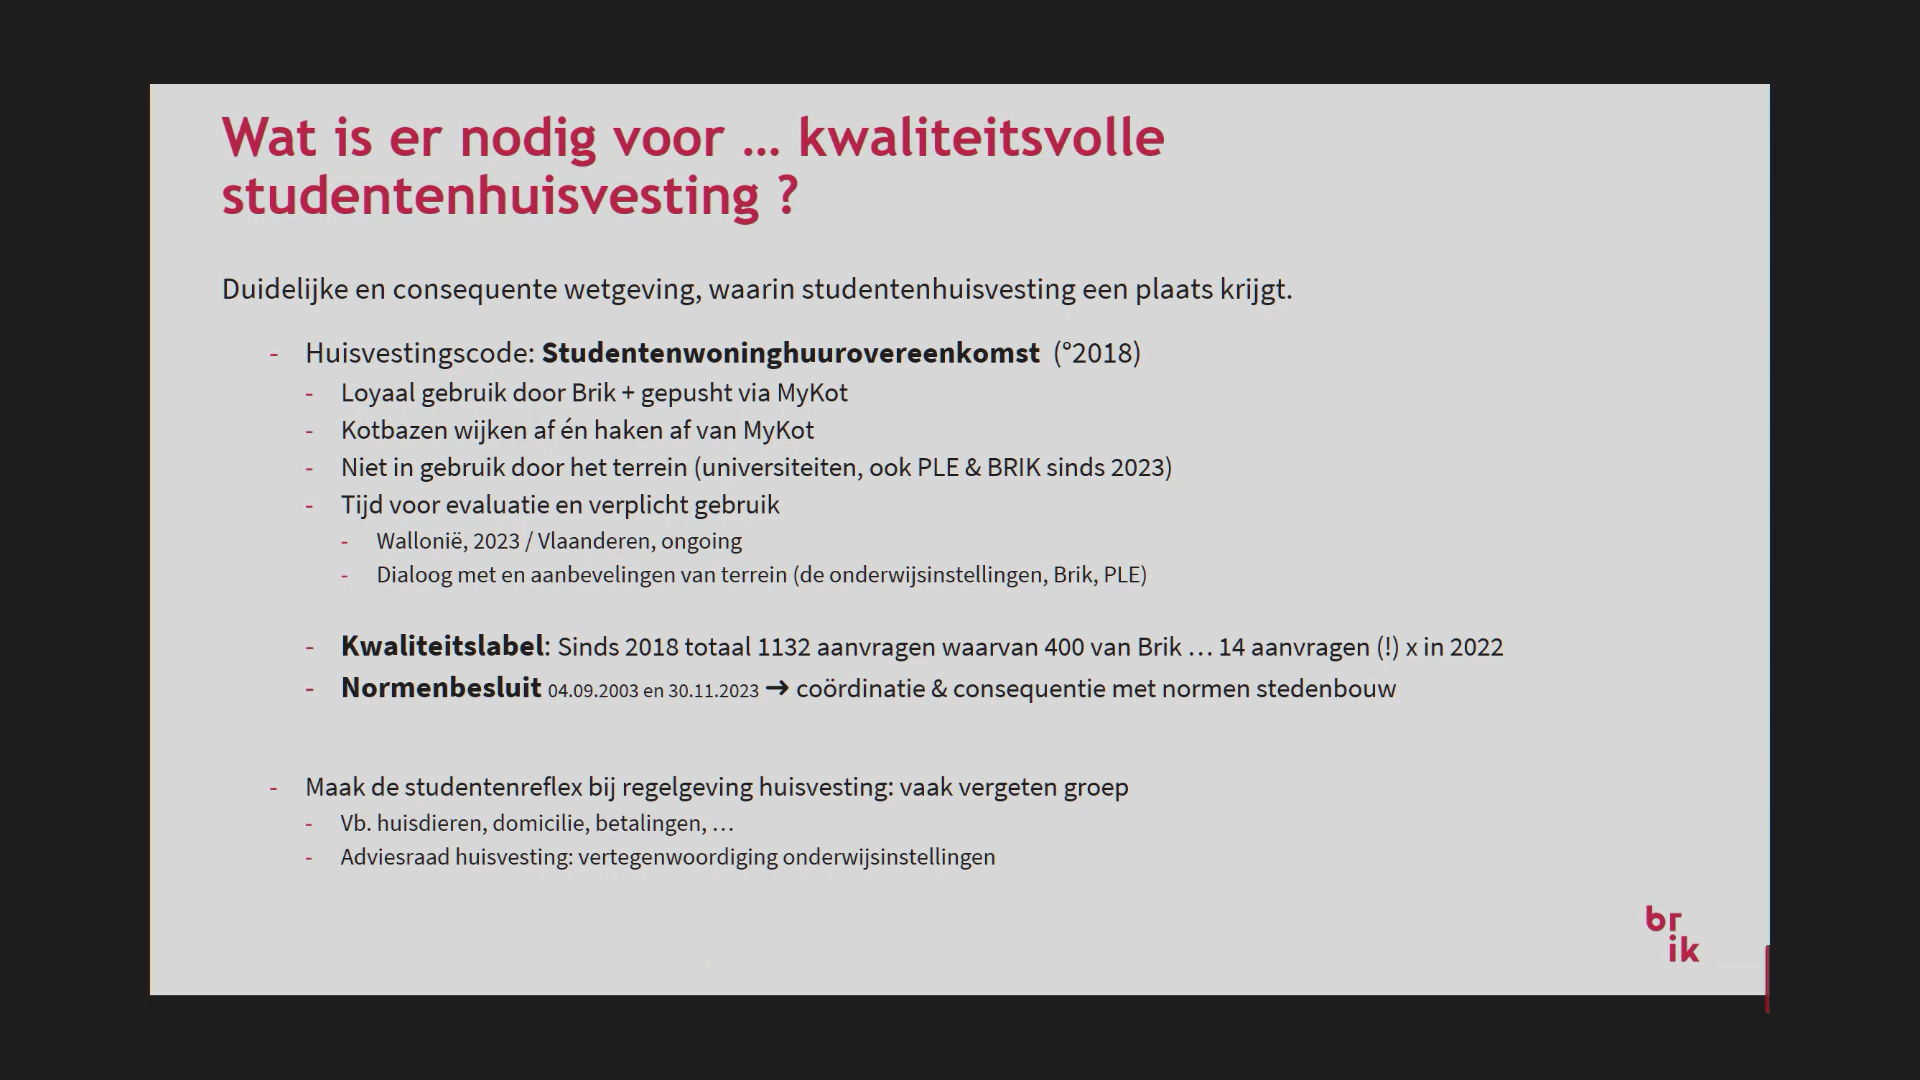 Wat is er nodig voor … kwaliteitsvolle
studentenhuisvesting ?
Duidelijke en consequente wetgeving, waarin studentenhuisvesting een plaats krijgt.
- Huisvestingscode: Studentenwoninghuurovereenkomst (°2018)
- Loyaal gebruik door Brik + gepusht via MyKot
- Kotbazen wijken af én haken af van MyKot
- Niet in gebruik door het terrein (universiteiten, ook PLE & BRIK sinds 2023)
- Tijd voor evaluatie en verplicht gebruik
- Wallonië, 2023 / Vlaanderen, ongoing
- Dialoog met en aanbevelingen van terrein (de onderwijsinstellingen, Brik, PLE)
- Kwaliteitslabel: Sinds 2018 totaal 1132 aanvragen waarvan 400 van Brik … 14 aanvragen (!) x in 2022
- Normenbesluit 04.09.2003 en 30.11.2023 → coördinatie & consequentie met normen stedenbouw
- Maak de studentenreflex bij regelgeving huisvesting: vaak vergeten groep
- Vb. huisdieren, domicilie, betalingen, …
- Adviesraad huisvesting: vertegenwoordiging onderwijsinstellingen
br
ik